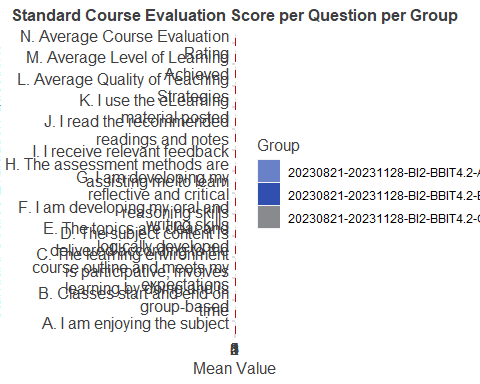 Standard Course Evaluation Score per Question per Group
N. Average Course Evaluation
Rating
M. Average Level of Learning
Achieved
L. Average Quality of Teaching
Strategies
K. I use the eLearning
material posted
J. I read the recommended
readings and notes
I. I receive relevant feedback
H. The assessment methods are
assisting me to learn
G. I am developing my
reflective and critical
reasoning skills
F. I am developing my oral and
writing skills
E. The topics are clear and
logically developed
D. The subject content is
delivered according to the
course outline and meets my
expectations
C. The learning environment
is participative, involves
learning by doing and is
group-based
B. Classes start and end on
time
A. I am enjoying the subject
Mean Value
Group
20230821-20231128-BI2-BBIT4.2-A
20230821-20231128-BI2-BBIT4.2-B
20230821-20231128-BI2-BBIT4.2-C